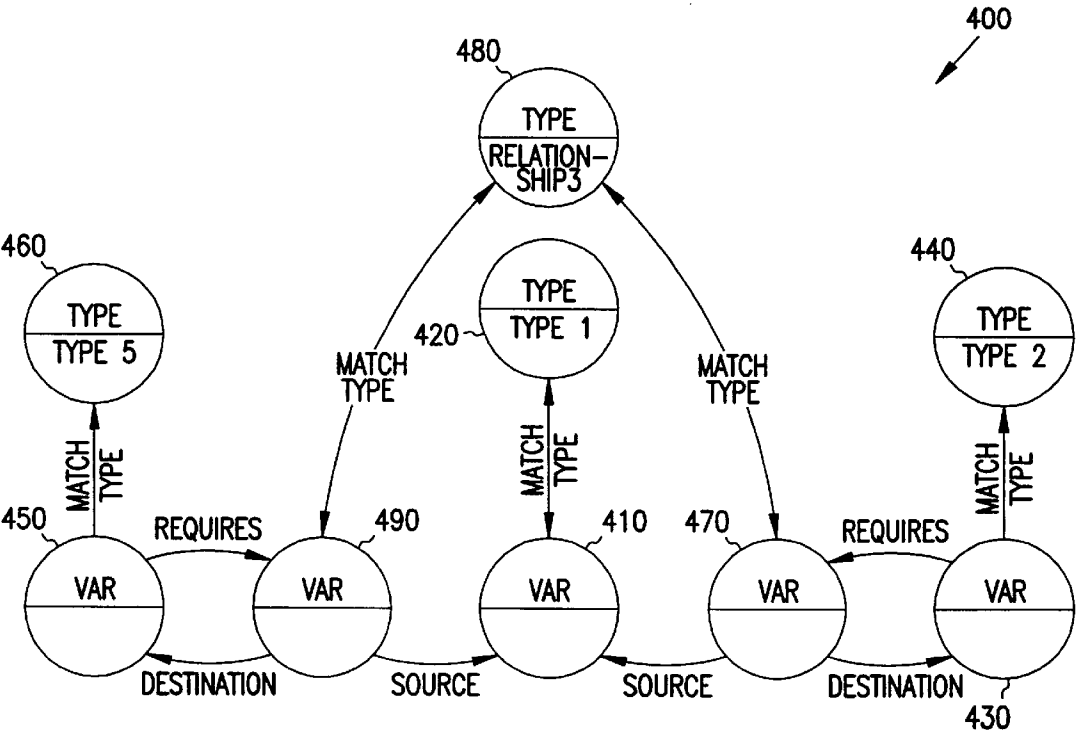 400
480
TYPE
RELATION-
SHIP3
460
TYPE
TYPE 5
TYPE
TYPE 1
420
440
TYPE
TYPE 2
MATCH
TYPE
MATCH
TYPE
MATCH
TYPE
MATCH
TYPE
MATCH
TYPE
450
REQUIRES
490
410
470
REQUIRES
VAR
VAR
VAR
VAR
VAR
DESTINATION
SOURCE
SOURCE
DESTINATION
430